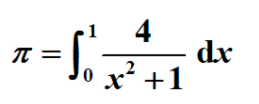 π = ∫₀¹ 4/(x² + 1) dx